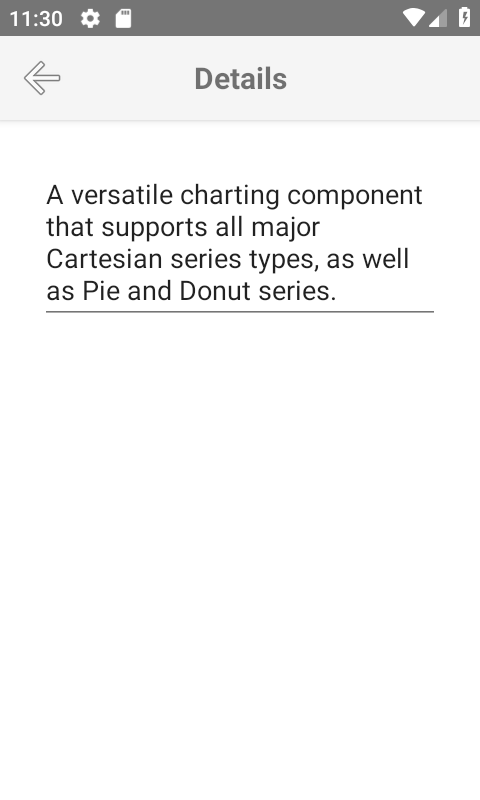 11:30
Details
A versatile charting component
that supports all major
Cartesian series types, as well
as Pie and Donut series.